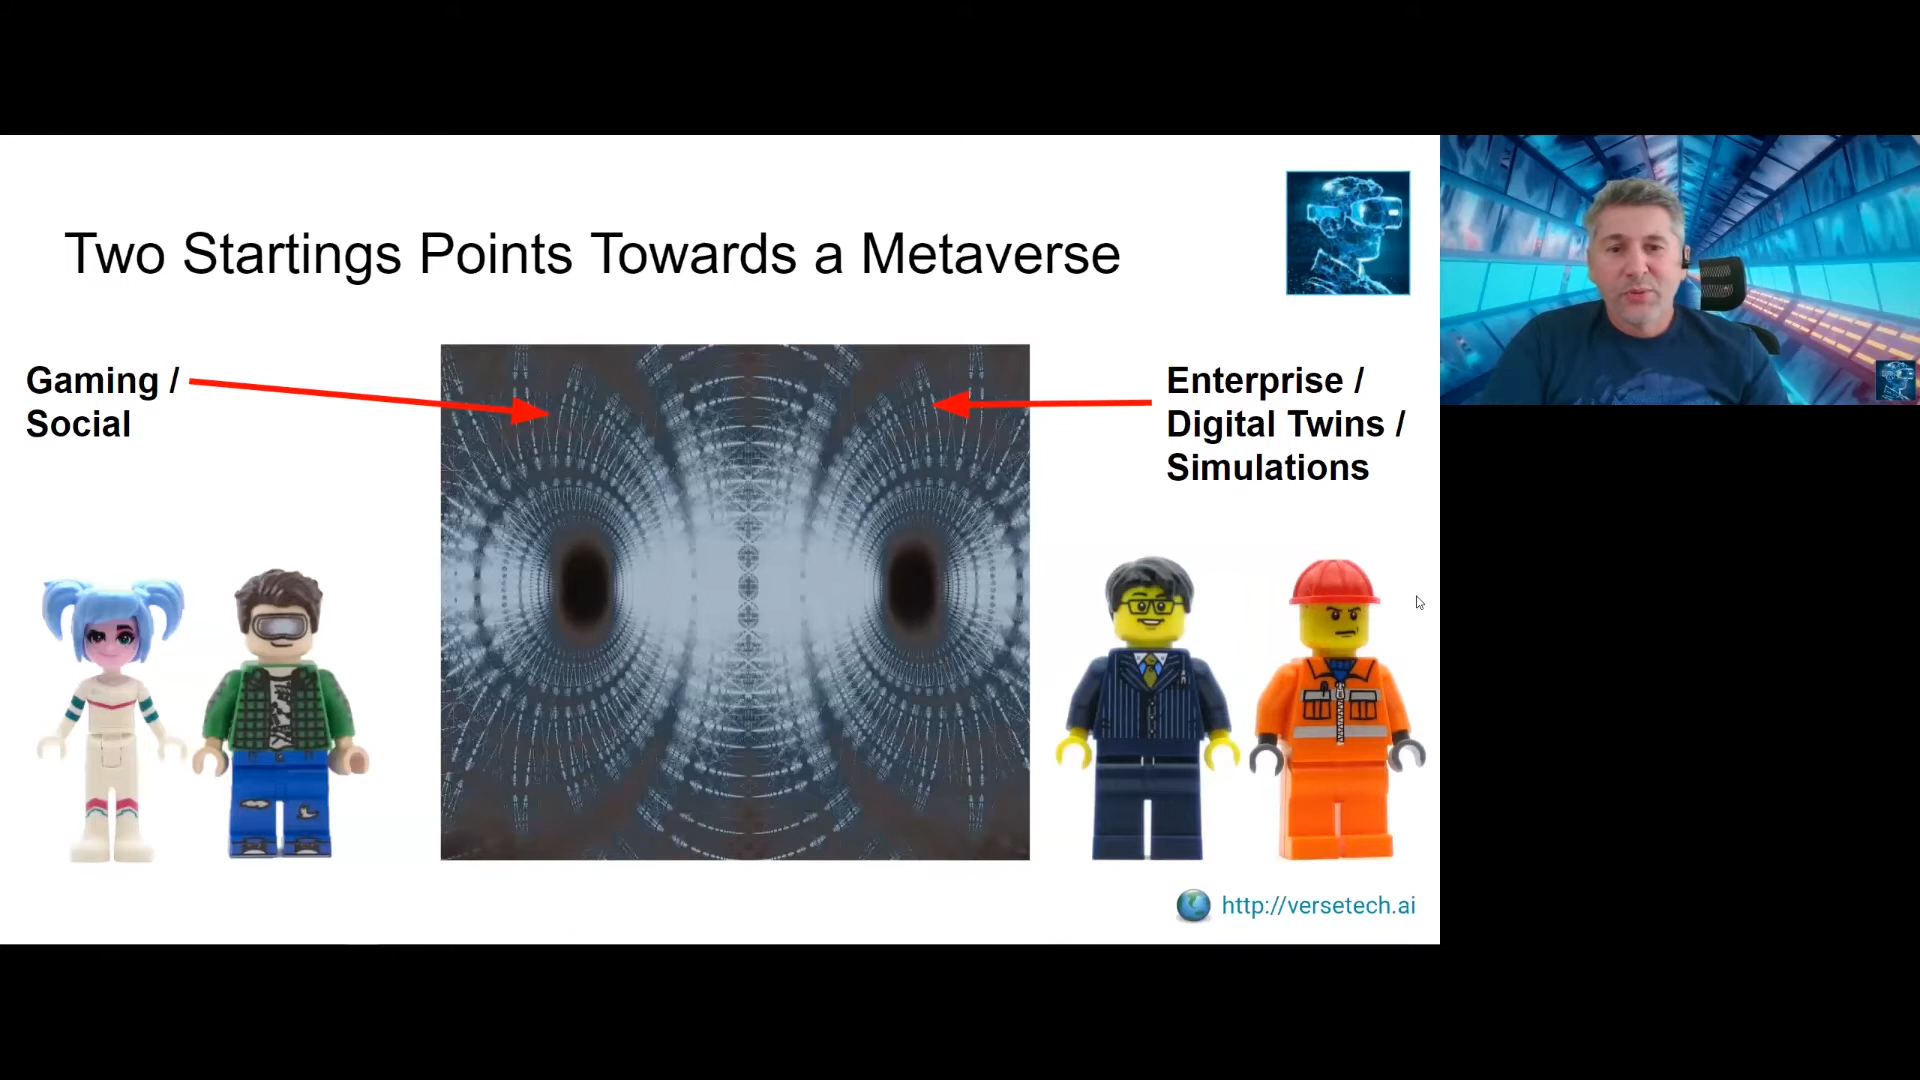 Two Startings Points Towards a Metaverse
Gaming /
Social
Enterprise /
Digital Twins /
Simulations
http://versetech.ai